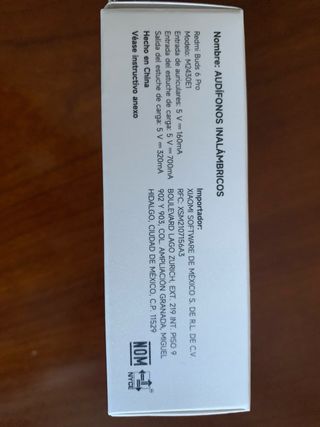 Nombre: AUDÍFONOS INALÁMBRICOS
Redmi Buds 6 Pro
Modelo: M2430E1
Entrada de auriculares: 5 V ⎓ 160mA
Entrada del estuche de carga: 5 V ⎓ 700mA
Salida del estuche de carga: 5 V ⎓ 320mA
Hecho en China
Véase instructivo anexo
Importador:
XIAOMI SOFTWARE DE MÉXICO S. DE R.L. DE C.V.
RFC: XSM2107156A3
BOULEVARD LAGO ZURICH, EXT. 219 INT. PISO 9
902 Y 903, COL. AMPLIACIÓN GRANADA, MIGUEL
HIDALGO, CIUDAD DE MÉXICO, C.P. 11529
NOM
NYCE